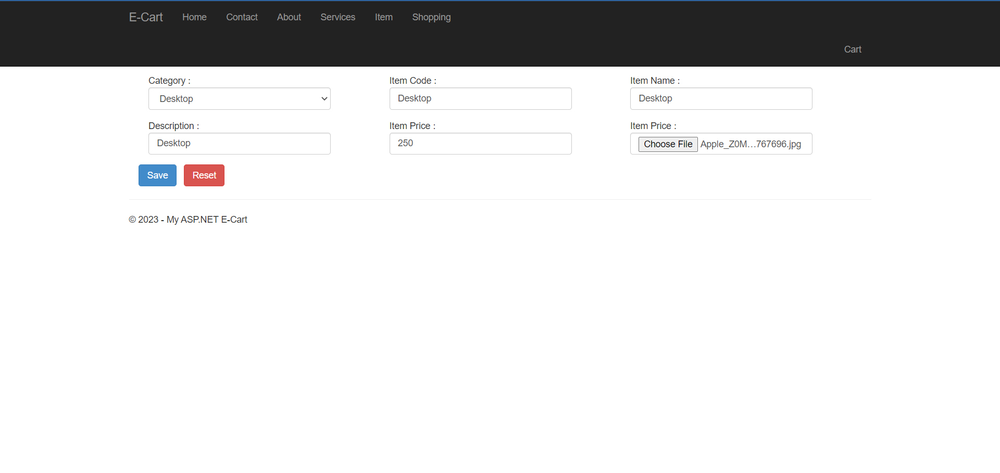 E-Cart Home Contact About Services Item Shopping
Cart
Category : Item Code : Item Name :
Desktop Desktop Desktop
Description : Item Price : Item Price :
Desktop 250 Choose File Apple_Z0M...767696.jpg
Save Reset
© 2023 - My ASP.NET E-Cart